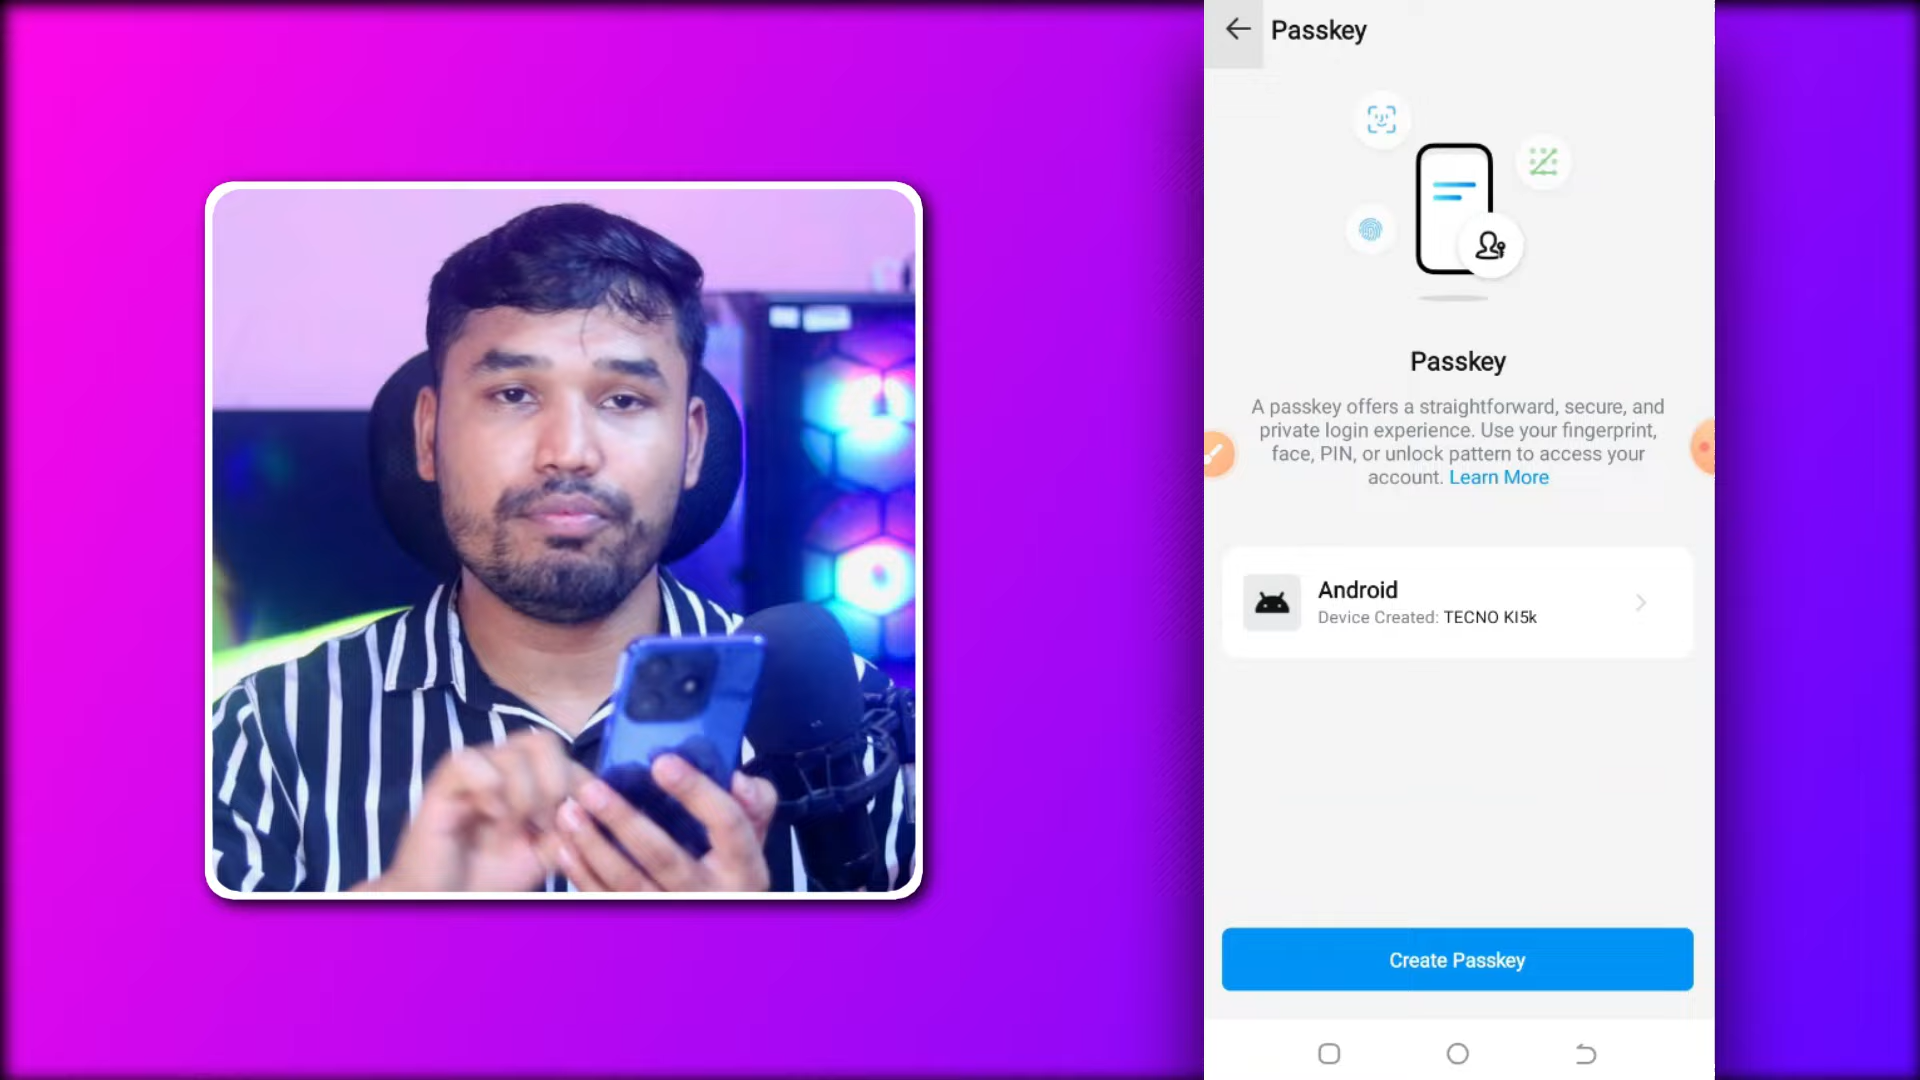 Passkey
Passkey
A passkey offers a straightforward, secure, and
private login experience. Use your fingerprint,
face, PIN, or unlock pattern to access your
account. Learn More
Android
Device Created: TECNO KI5k
Create Passkey